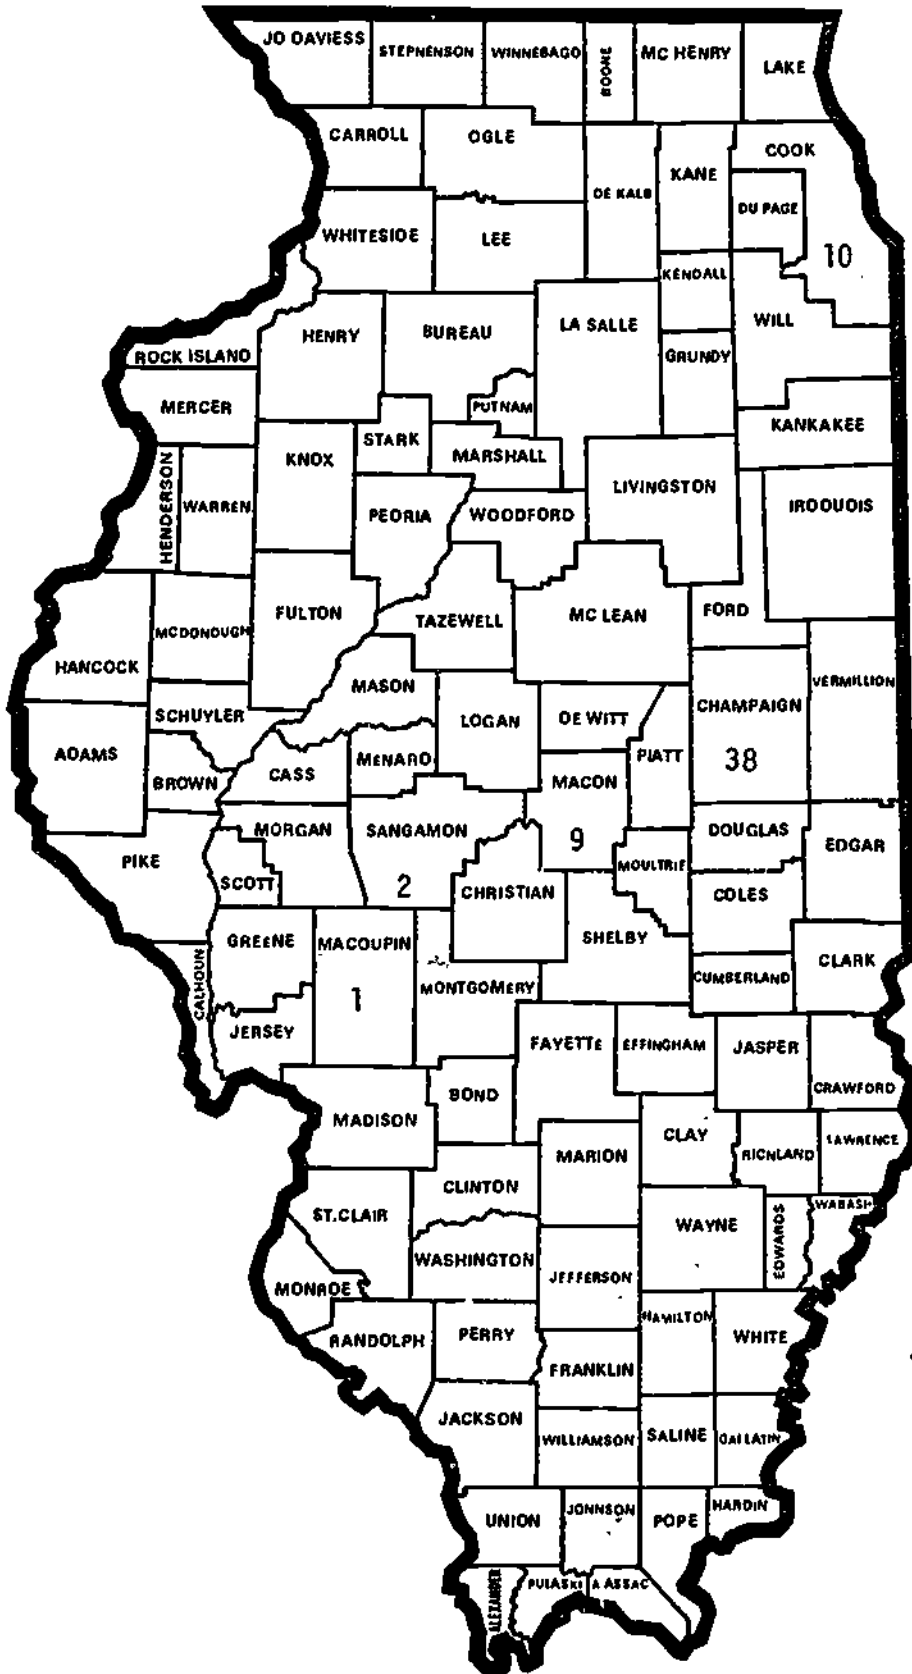 JO DAVIESS
STEPHENSON
WINNEBAGO
BOONE
MC HENRY
LAKE
CARROLL
OGLE
DE KALB
KANE
COOK
DU PAGE
WHITESIDE
LEE
10
KENDALL
ROCK ISLAND
HENRY
BUREAU
LA SALLE
WILL
GRUNDY
MERCER
PUTNAM
STARK
KANKAKEE
KNOX
MARSHALL
HENDERSON
WARREN
LIVINGSTON
IROQUOIS
PEORIA
WOODFORD
FULTON
TAZEWELL
MC LEAN
FORD
MCDONOUGH
HANCOCK
MASON
VERMILLION
SCHUYLER
LOGAN
DE WITT
CHAMPAIGN
ADAMS
BROWN
CASS
MENARD
PIATT
38
MACON
MORGAN
SANGAMON
9
DOUGLAS
EDGAR
PIKE
SCOTT
2
CHRISTIAN
MOULTRIE
COLES
GREENE
MACOUPIN
SHELBY
CLARK
CALHOUN
1
MONTGOMERY
CUMBERLAND
JERSEY
FAYETTE
EFFINGHAM
JASPER
CRAWFORD
BOND
MADISON
CLAY
RICHLAND
LAWRENCE
MARION
CLINTON
ST.CLAIR
WAYNE
EDWARDS
WABASH
WASHINGTON
JEFFERSON
MONROE
HAMILTON
RANDOLPH
PERRY
WHITE
FRANKLIN
JACKSON
WILLIAMSON
SALINE
GALLATIN
UNION
JOHNSON
POPE
HARDIN
ALEXANDER
PULASKI
A ASSAC